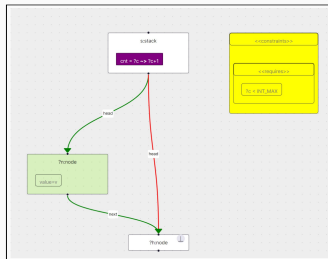 s:stack
cnt = ?c => ?c+1
<<constraints>>
<<requires>>
?c < INT_MAX
head
head
?n:node
value=x
next
?h:node